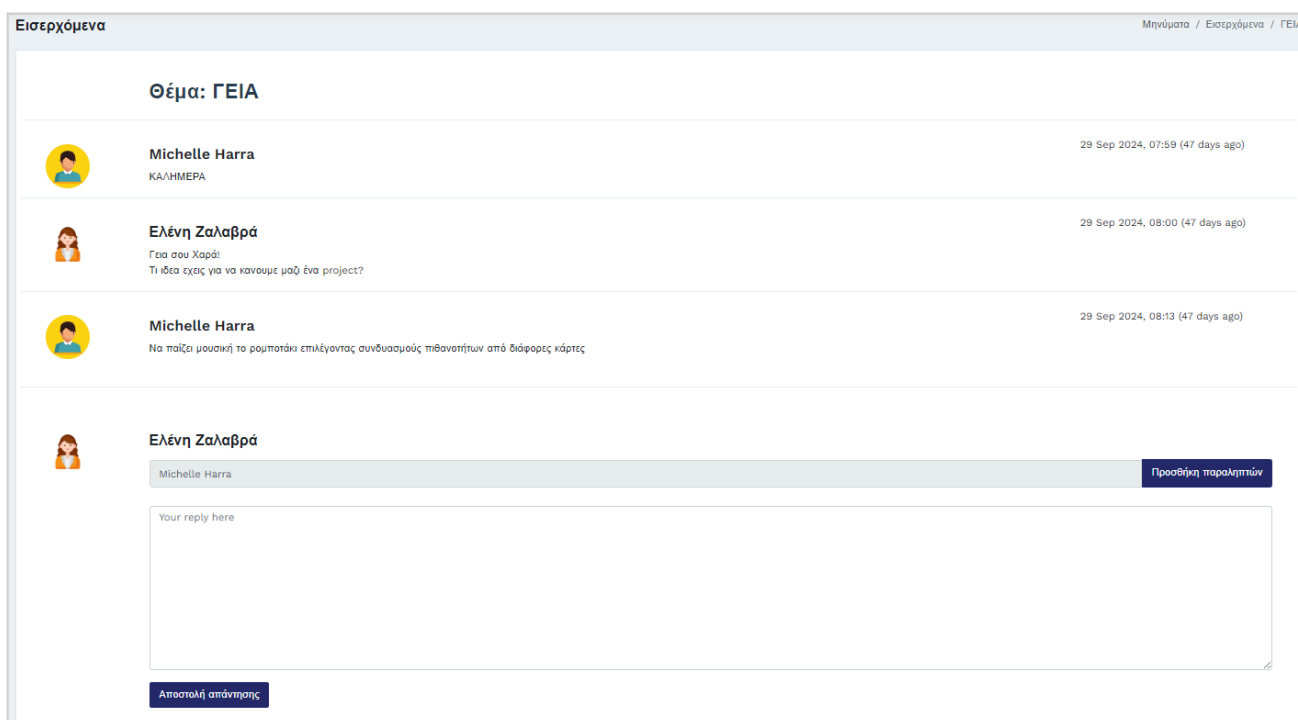 Εισερχόμενα
Μηνύματα / Εισερχόμενα / ΓΕΙΑ
Θέμα: ΓΕΙΑ
Michelle Harra
29 Sep 2024, 07:59 (47 days ago)
ΚΑΛΗΜΕΡΑ
Ελένη Ζαλαβρά
29 Sep 2024, 08:00 (47 days ago)
Γεια σου Χαρά!
Τι ιδεα εχεις για να κανουμε μαζι ένα project?
Michelle Harra
29 Sep 2024, 08:13 (47 days ago)
Να παίζει μουσική το ρομποτάκι επιλέγοντας συνδυασμούς πιθανοτήτων από διάφορες κάρτες
Ελένη Ζαλαβρά
Michelle Harra
Προσθήκη παραληπτών
Your reply here
Αποστολή απάντησης